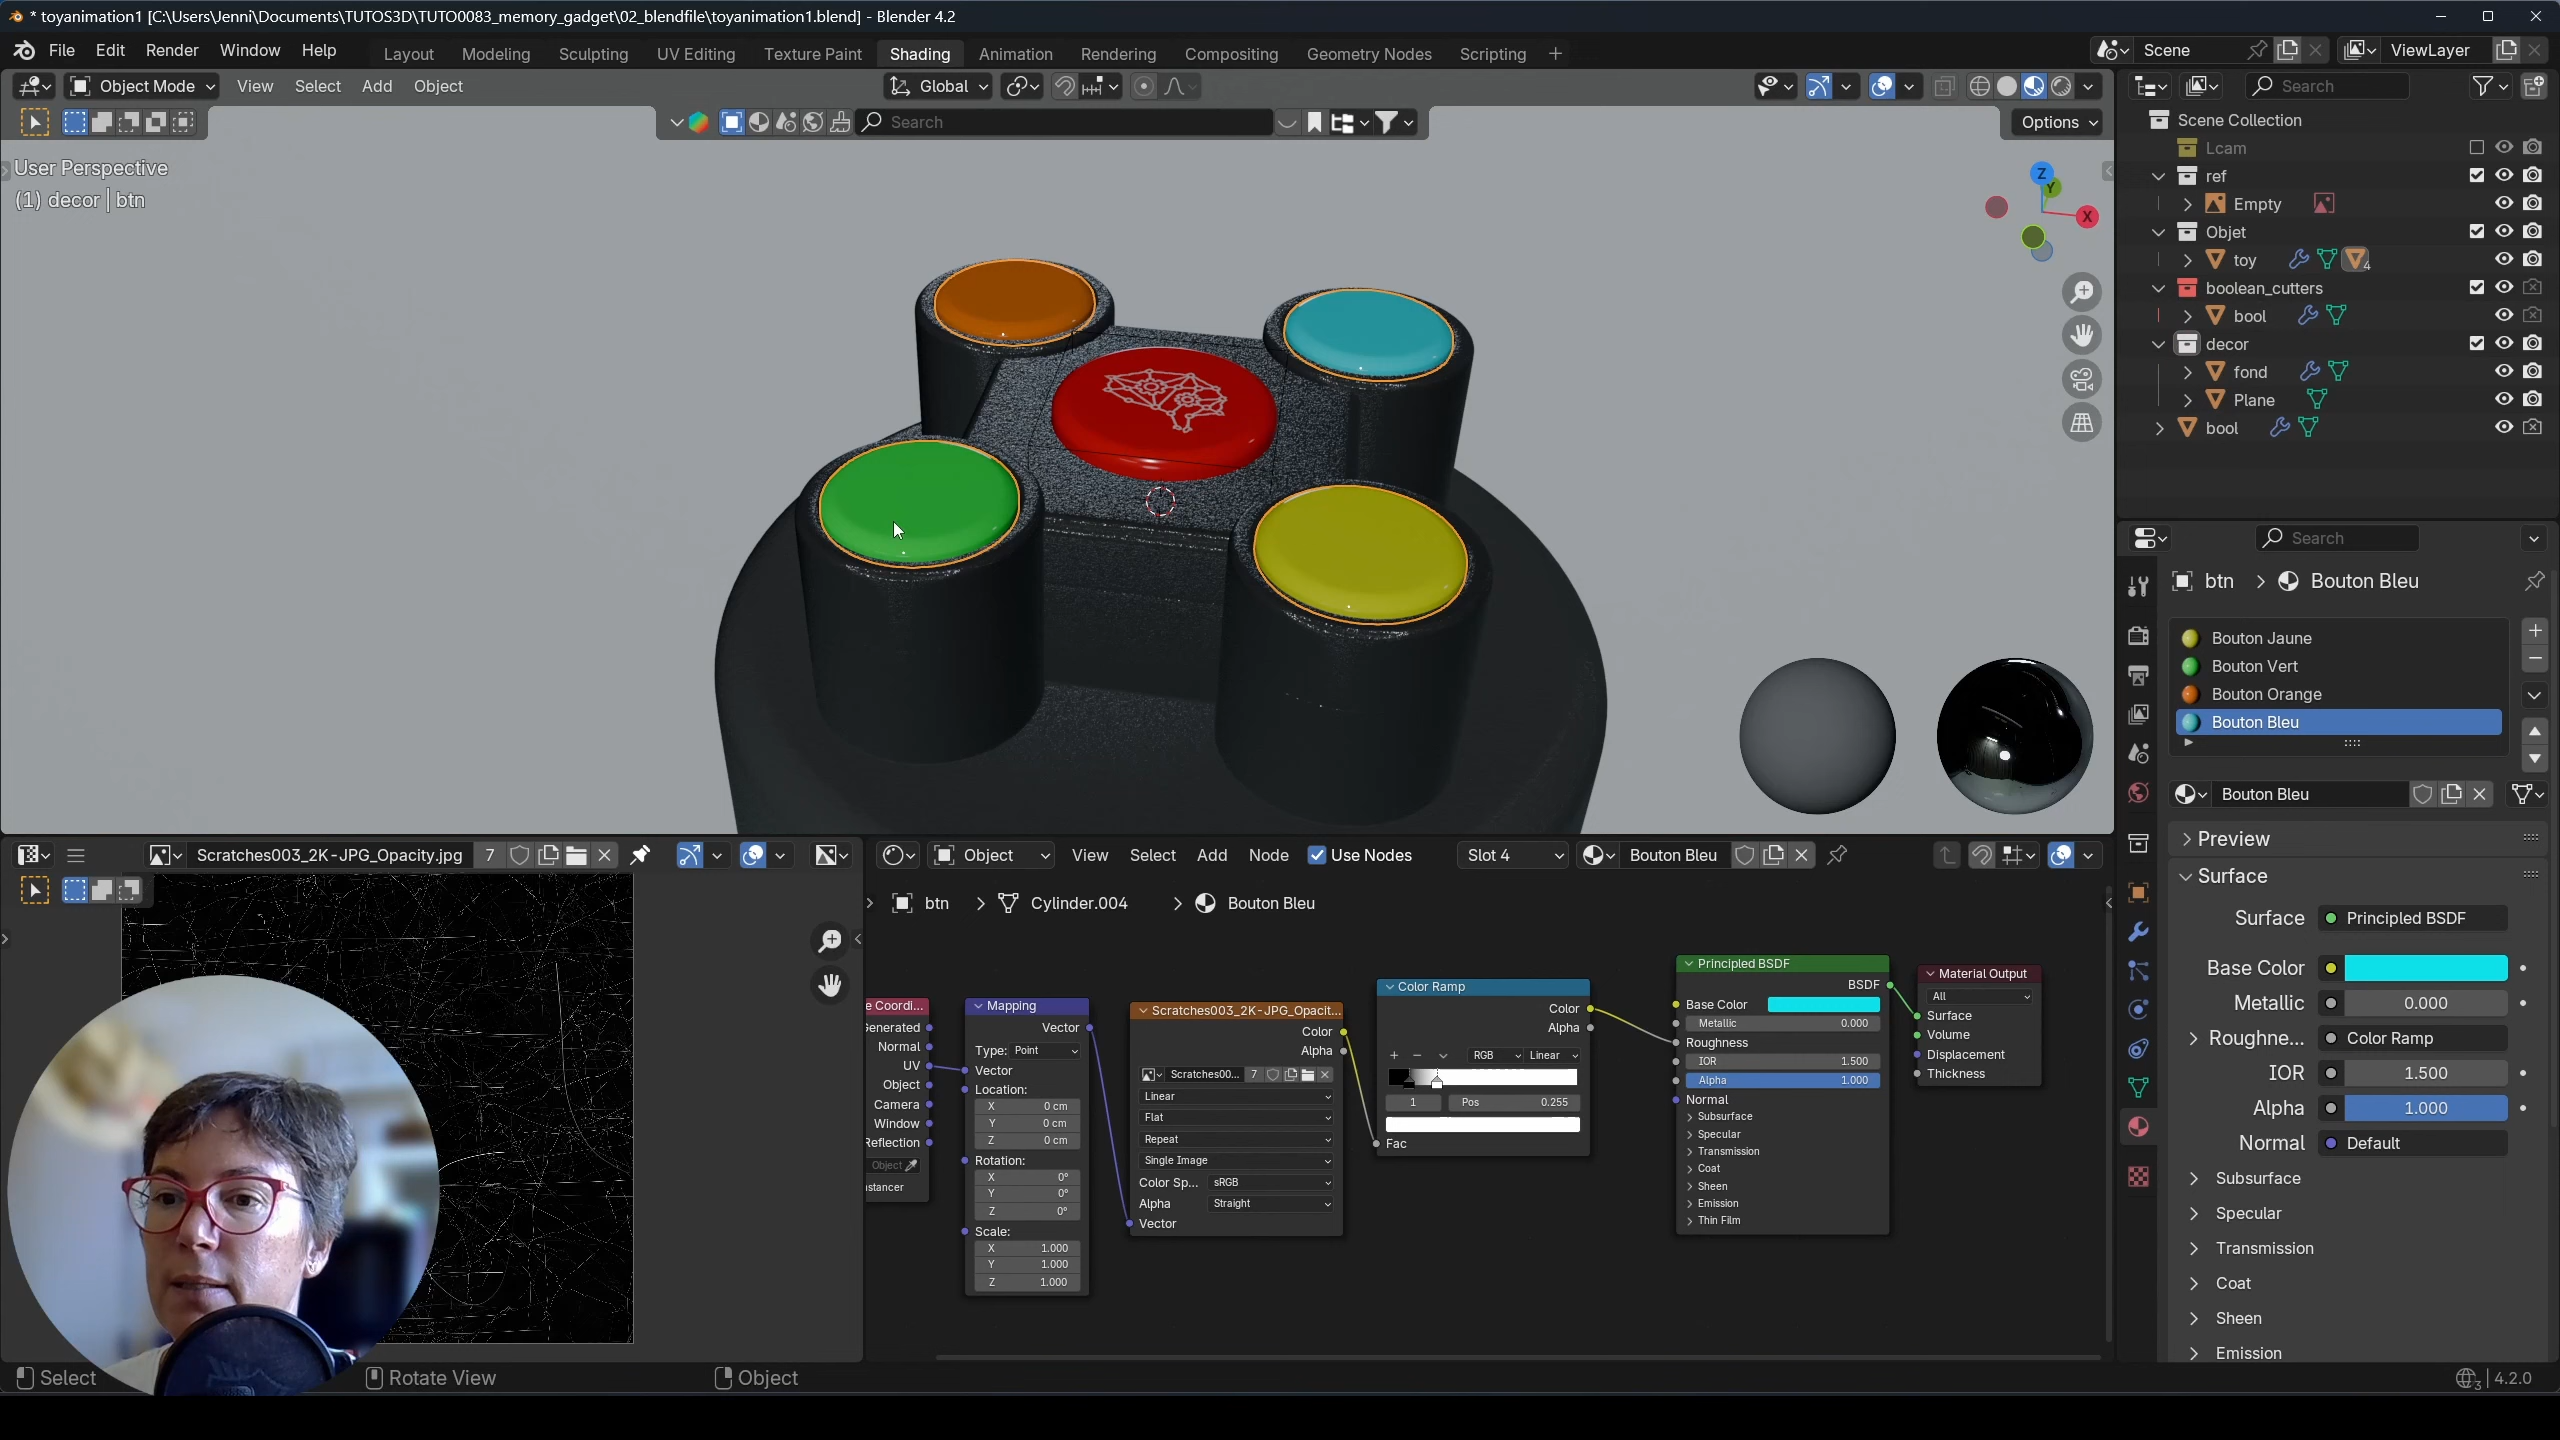 * toyanimation1 [C:\Users\Jenni\Documents\TUTOS3D\TUTO0083_memory_gadget\02_blendfile\toyanimation1.blend] - Blender 4.2
File Edit Render Window Help Layout Modeling Sculpting UV Editing Texture Paint Shading Animation Rendering Compositing Geometry Nodes Scripting + Scene ViewLayer
Object Mode View Select Add Object Global Search
Search Options
Scene Collection
User Perspective
(1) decor | btn
Z
Y
X
Lcam
ref
Empty
Objet
toy 4
boolean_cutters
bool
decor
fond
Plane
bool
Search
btn > Bouton Bleu
Bouton Jaune
Bouton Vert
Bouton Orange
Bouton Bleu
Bouton Bleu
Preview
Surface
Surface Principled BSDF
Base Color
Metallic 0.000
Roughne... Color Ramp
IOR 1.500
Alpha 1.000
Normal Default
Subsurface
Specular
Transmission
Coat
Sheen
Emission
Scratches003_2K-JPG_Opacity.jpg 7
Object View Select Add Node Use Nodes Slot 4 Bouton Bleu
btn > Cylinder.004 > Bouton Bleu
e Coordi...
Generated
Normal
UV
Object
Camera
Window
Reflection
Object
nstancer
Mapping
Vector
Type: Point
Vector
Location:
X 0 cm
Y 0 cm
Z 0 cm
Rotation:
X 0°
Y 0°
Z 0°
Scale:
X 1.000
Y 1.000
Z 1.000
Scratches003_2K-JPG_Opacit...
Color
Alpha
Scratches00... 7
Linear
Flat
Repeat
Single Image
Color Sp... sRGB
Alpha Straight
Vector
Color Ramp
Color
Alpha
+ − RGB Linear
1 Pos 0.255
Fac
Principled BSDF
BSDF
Base Color
Metallic 0.000
Roughness
IOR 1.500
Alpha 1.000
Normal
Subsurface
Specular
Transmission
Coat
Sheen
Emission
Thin Film
Material Output
All
Surface
Volume
Displacement
Thickness
Select Rotate View Object 3 | 4.2.0